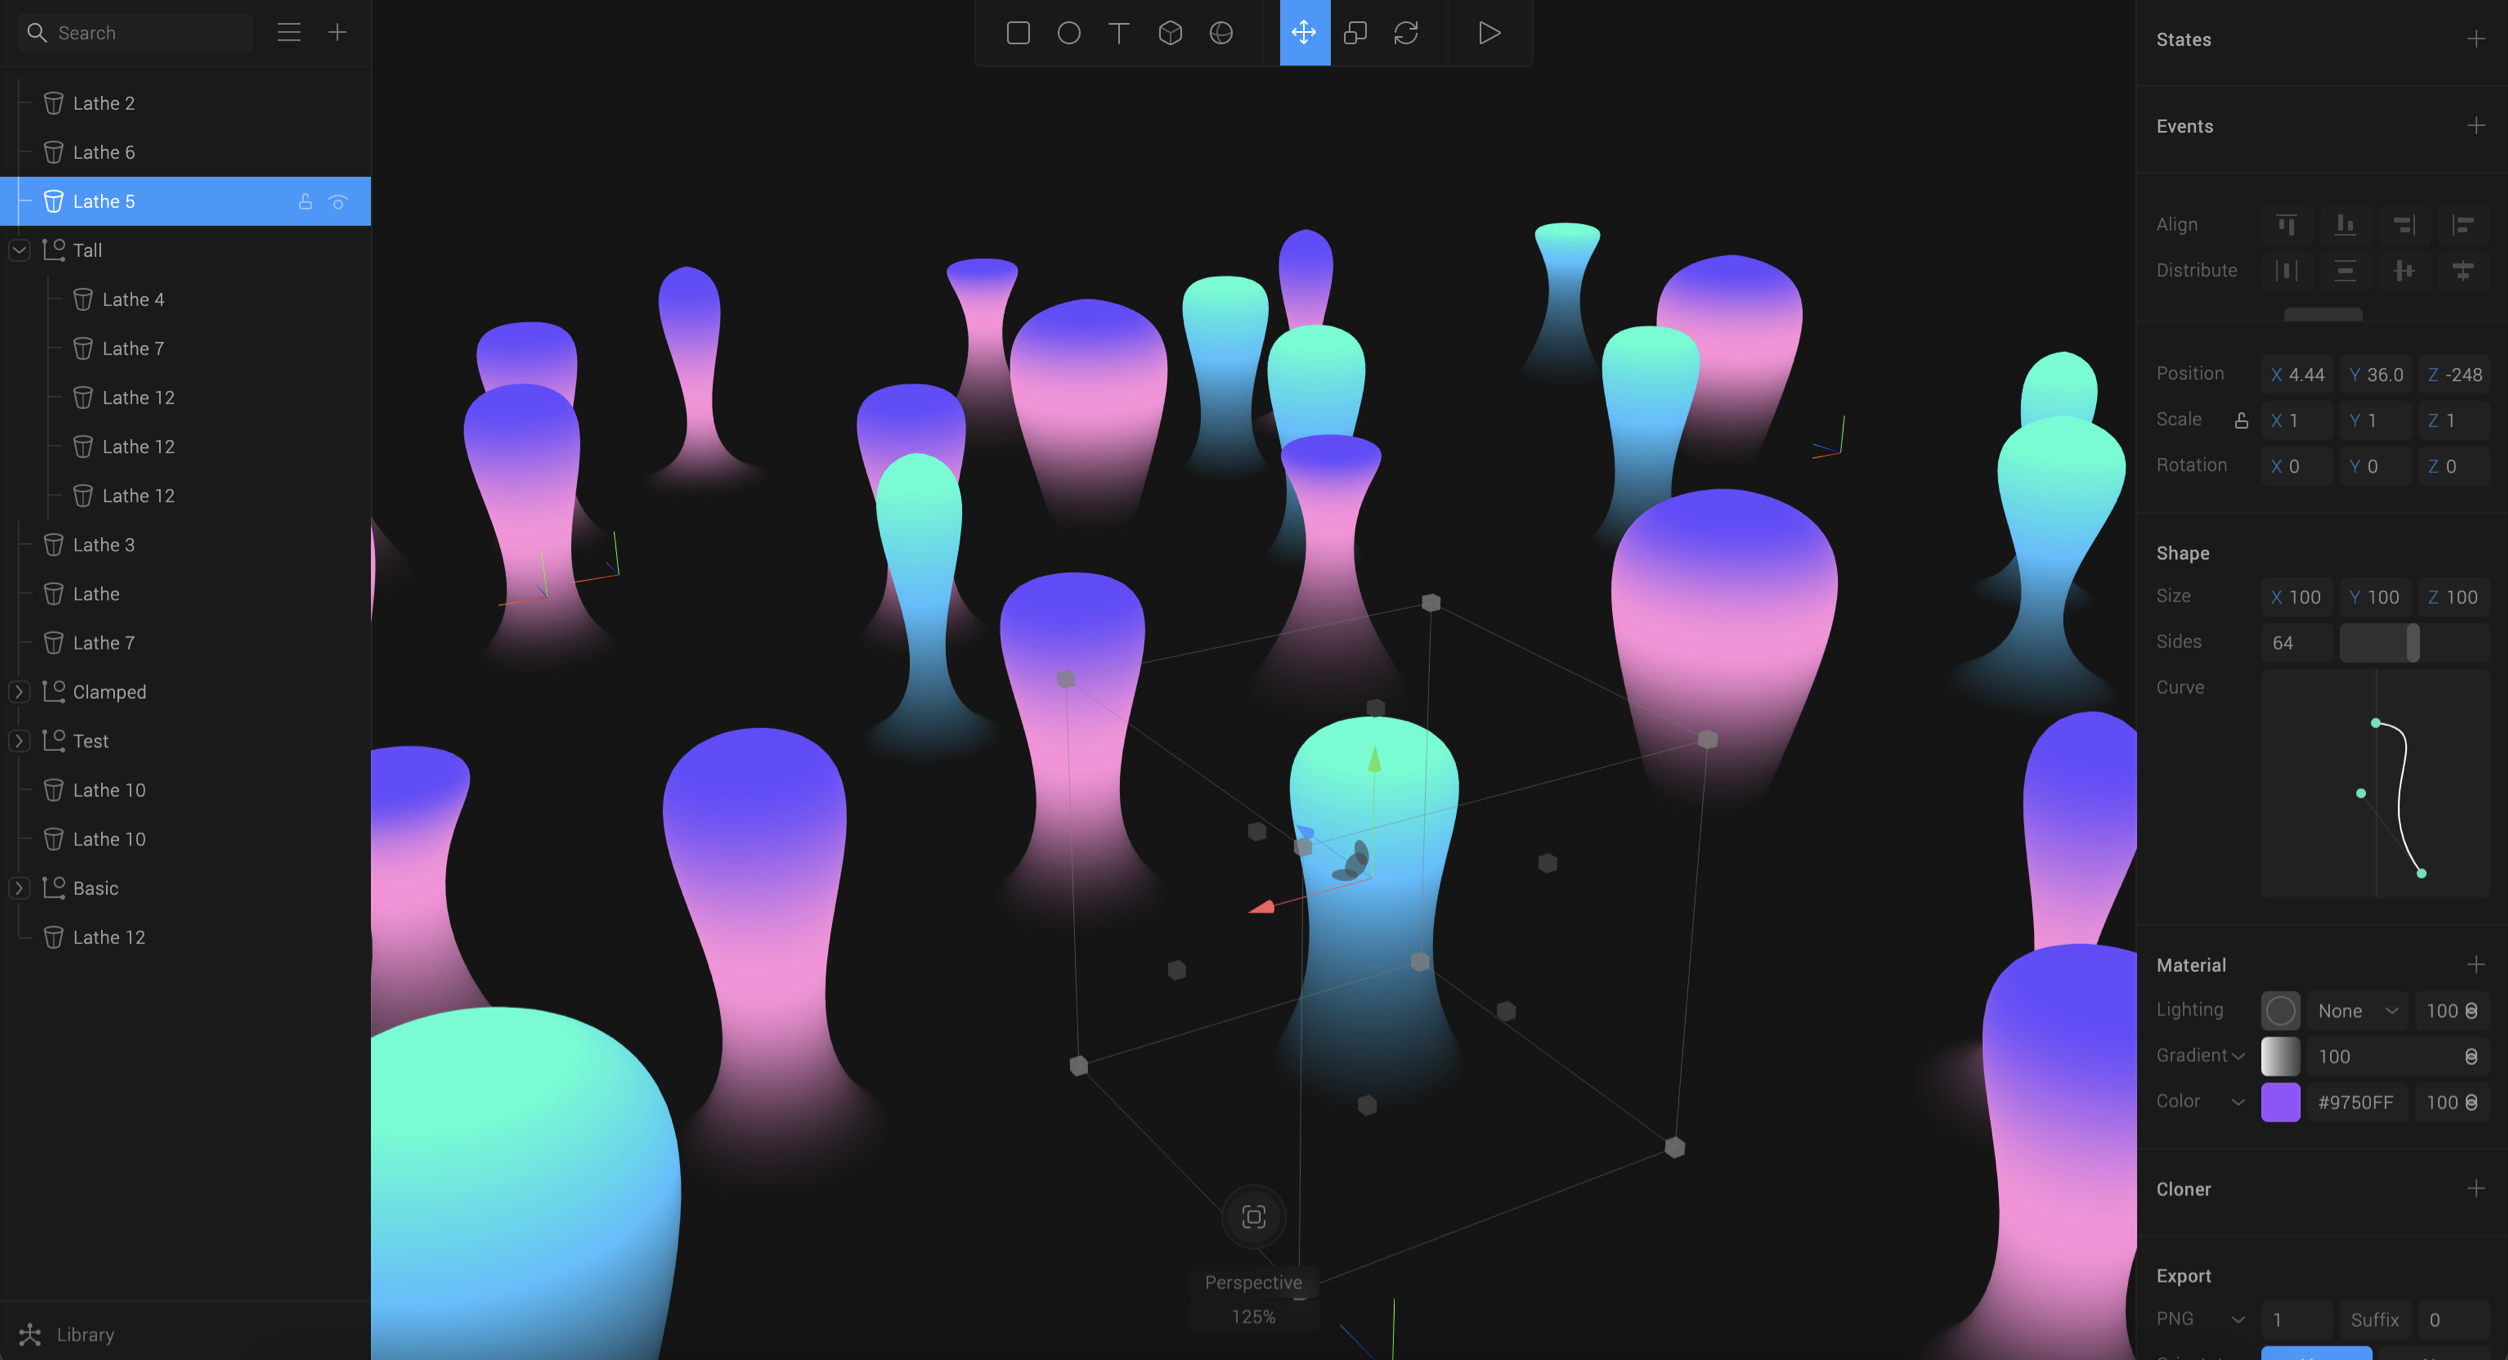 Search
Lathe 2
Lathe 6
Lathe 5
Tall
Lathe 4
Lathe 7
Lathe 12
Lathe 12
Lathe 12
Lathe 3
Lathe
Lathe 7
Clamped
Test
Lathe 10
Lathe 10
Basic
Lathe 12
Library
Perspective
125%
States
Events
Align
Distribute
Position X 4.44 Y 36.0 Z -248
Scale X 1 Y 1 Z 1
Rotation X 0 Y 0 Z 0
Shape
Size X 100 Y 100 Z 100
Sides 64
Curve
Material
Lighting None 100
Gradient 100
Color #9750FF 100
Cloner
Export
PNG 1 Suffix 0